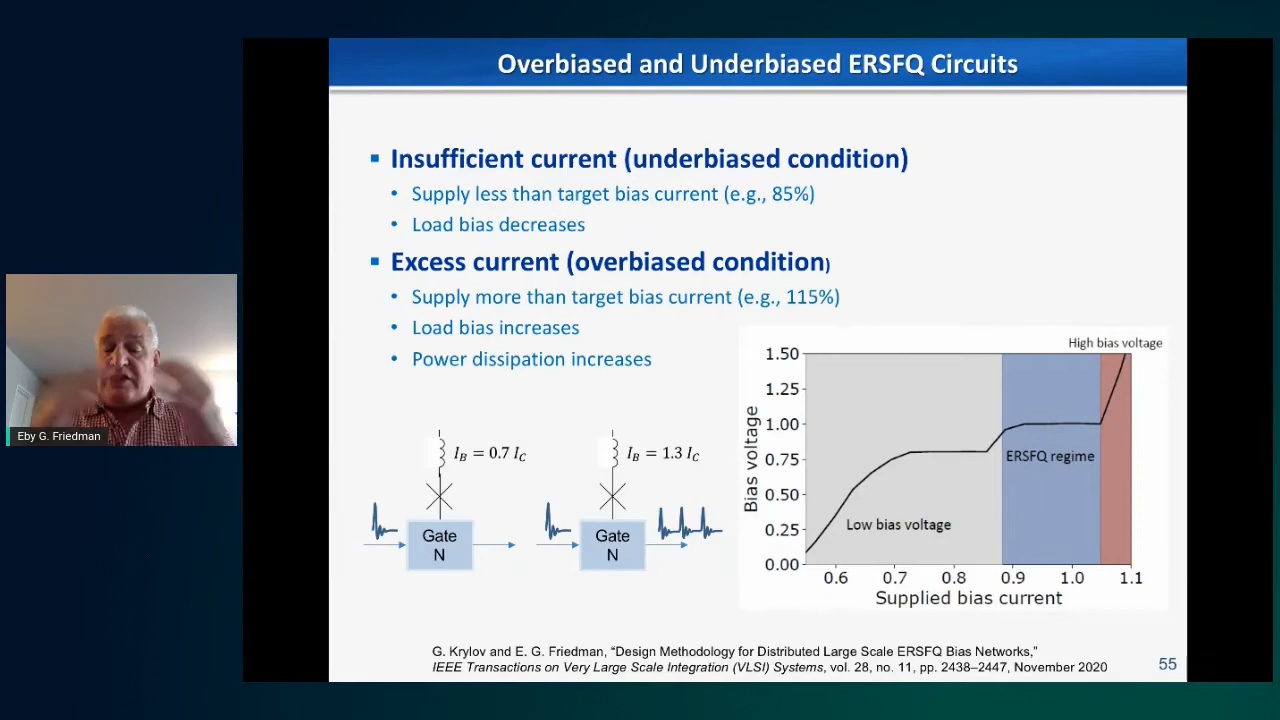 Overbiased and Underbiased ERSFQ Circuits
Insufficient current (underbiased condition)
Supply less than target bias current (e.g., 85%)
Load bias decreases
Excess current (overbiased condition)
Supply more than target bias current (e.g., 115%)
Load bias increases
Power dissipation increases
I_B = 0.7 I_C
I_B = 1.3 I_C
Gate
N
Gate
N
High bias voltage
1.50
1.25
1.00
0.75
0.50
0.25
0.00
Bias voltage
ERSFQ regime
Low bias voltage
0.6 0.7 0.8 0.9 1.0 1.1
Supplied bias current
Eby G. Friedman
G. Krylov and E. G. Friedman, “Design Methodology for Distributed Large Scale ERSFQ Bias Networks,”
IEEE Transactions on Very Large Scale Integration (VLSI) Systems, vol. 28, no. 11, pp. 2438–2447, November 2020
55